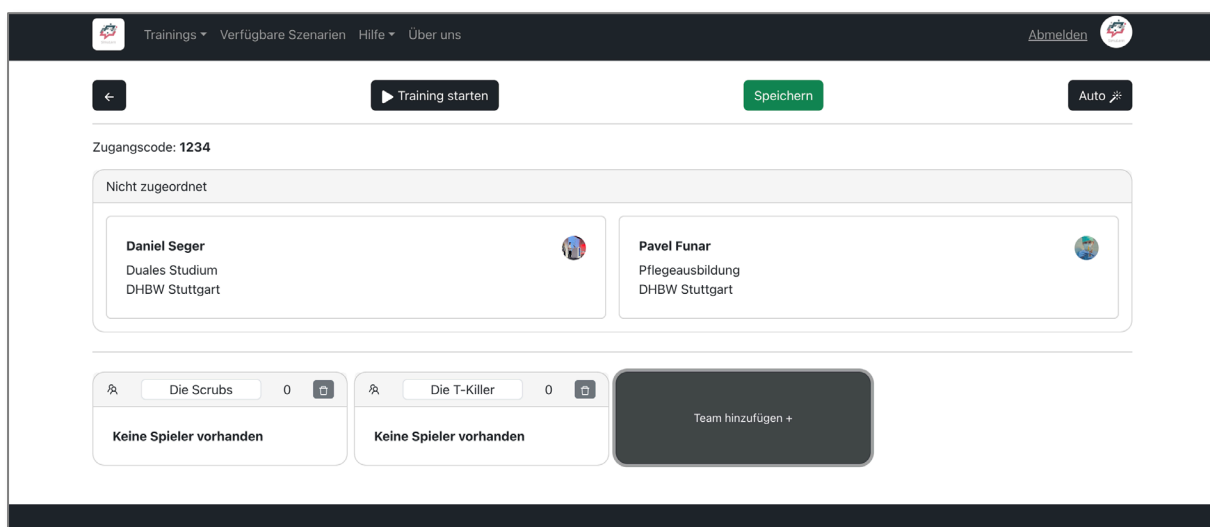 Trainings Verfügbare Szenarien Hilfe Über uns Abmelden
← Training starten Speichern Auto
Zugangscode: 1234
Nicht zugeordnet
Daniel Seger
Duales Studium
DHBW Stuttgart
Pavel Funar
Pflegeausbildung
DHBW Stuttgart
Die Scrubs 0
Keine Spieler vorhanden
Die T-Killer 0
Keine Spieler vorhanden
Team hinzufügen +